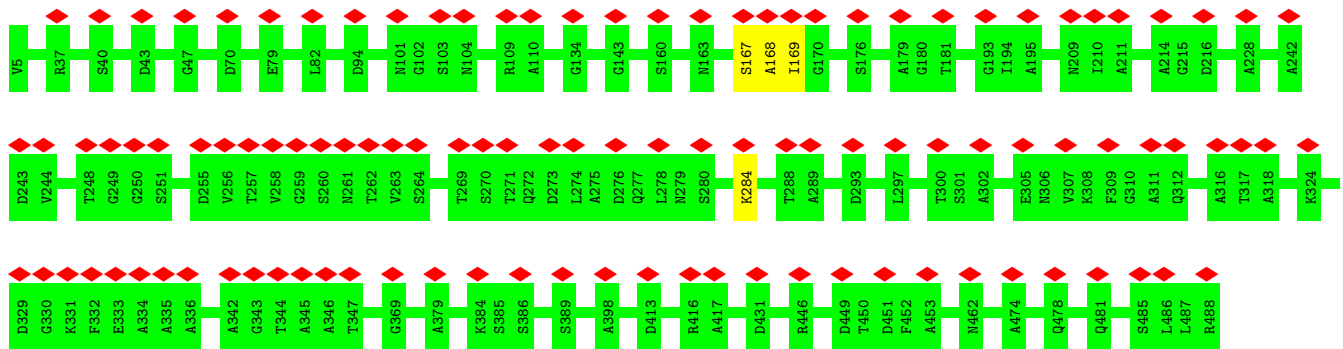 V5 R37 S40 D43 G47 D70 E79 L82 D94 N101 G102 S103 N104 R109 A110 G134 G143 S160 N163 S167 A168 I169 G170 S176 A179 G180 T181 G193 I194 A195 N209 I210 A211 A214 G215 D216 A228 A242
D243 V244 T248 G249 G250 S251 D255 V256 T257 V258 G259 S260 N261 T262 V263 S264 T269 S270 T271 Q272 D273 L274 A275 D276 Q277 L278 N279 S280 K284 T288 A289 D293 L297 T300 S301 A302 E305 N306 V307 K308 F309 G310 A311 Q312 A316 T317 A318 K324
D329 G330 K331 F332 E333 A334 A335 A336 A342 G343 T344 A345 A346 T347 G369 A379 K384 S385 S386 S389 A398 D413 R416 A417 D431 R446 D449 T450 D451 F452 A453 N462 A474 Q478 Q481 S485 L486 L487 R488